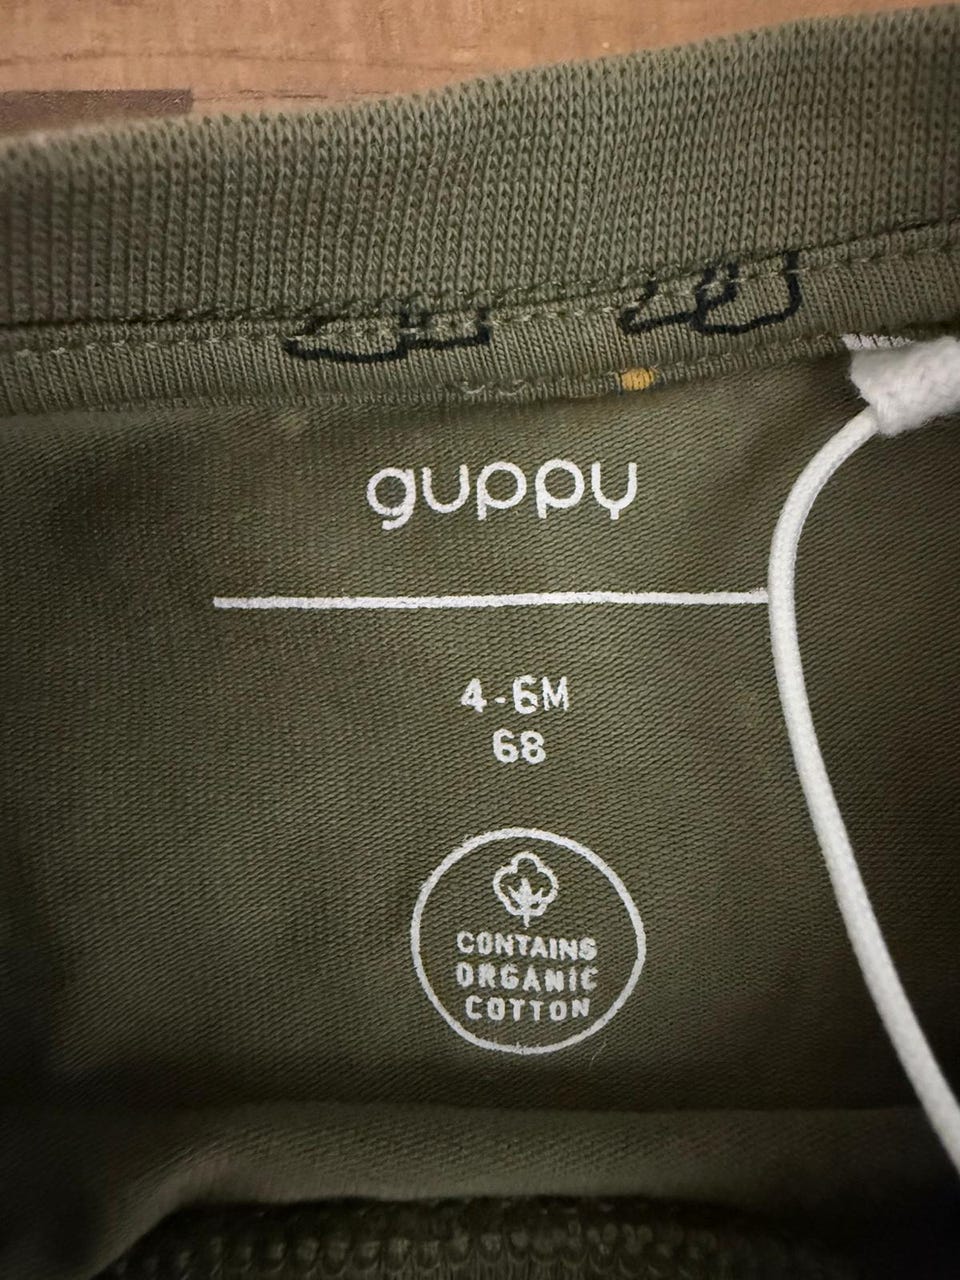 guppy
4-6M
68
CONTAINS
ORGANIC
COTTON